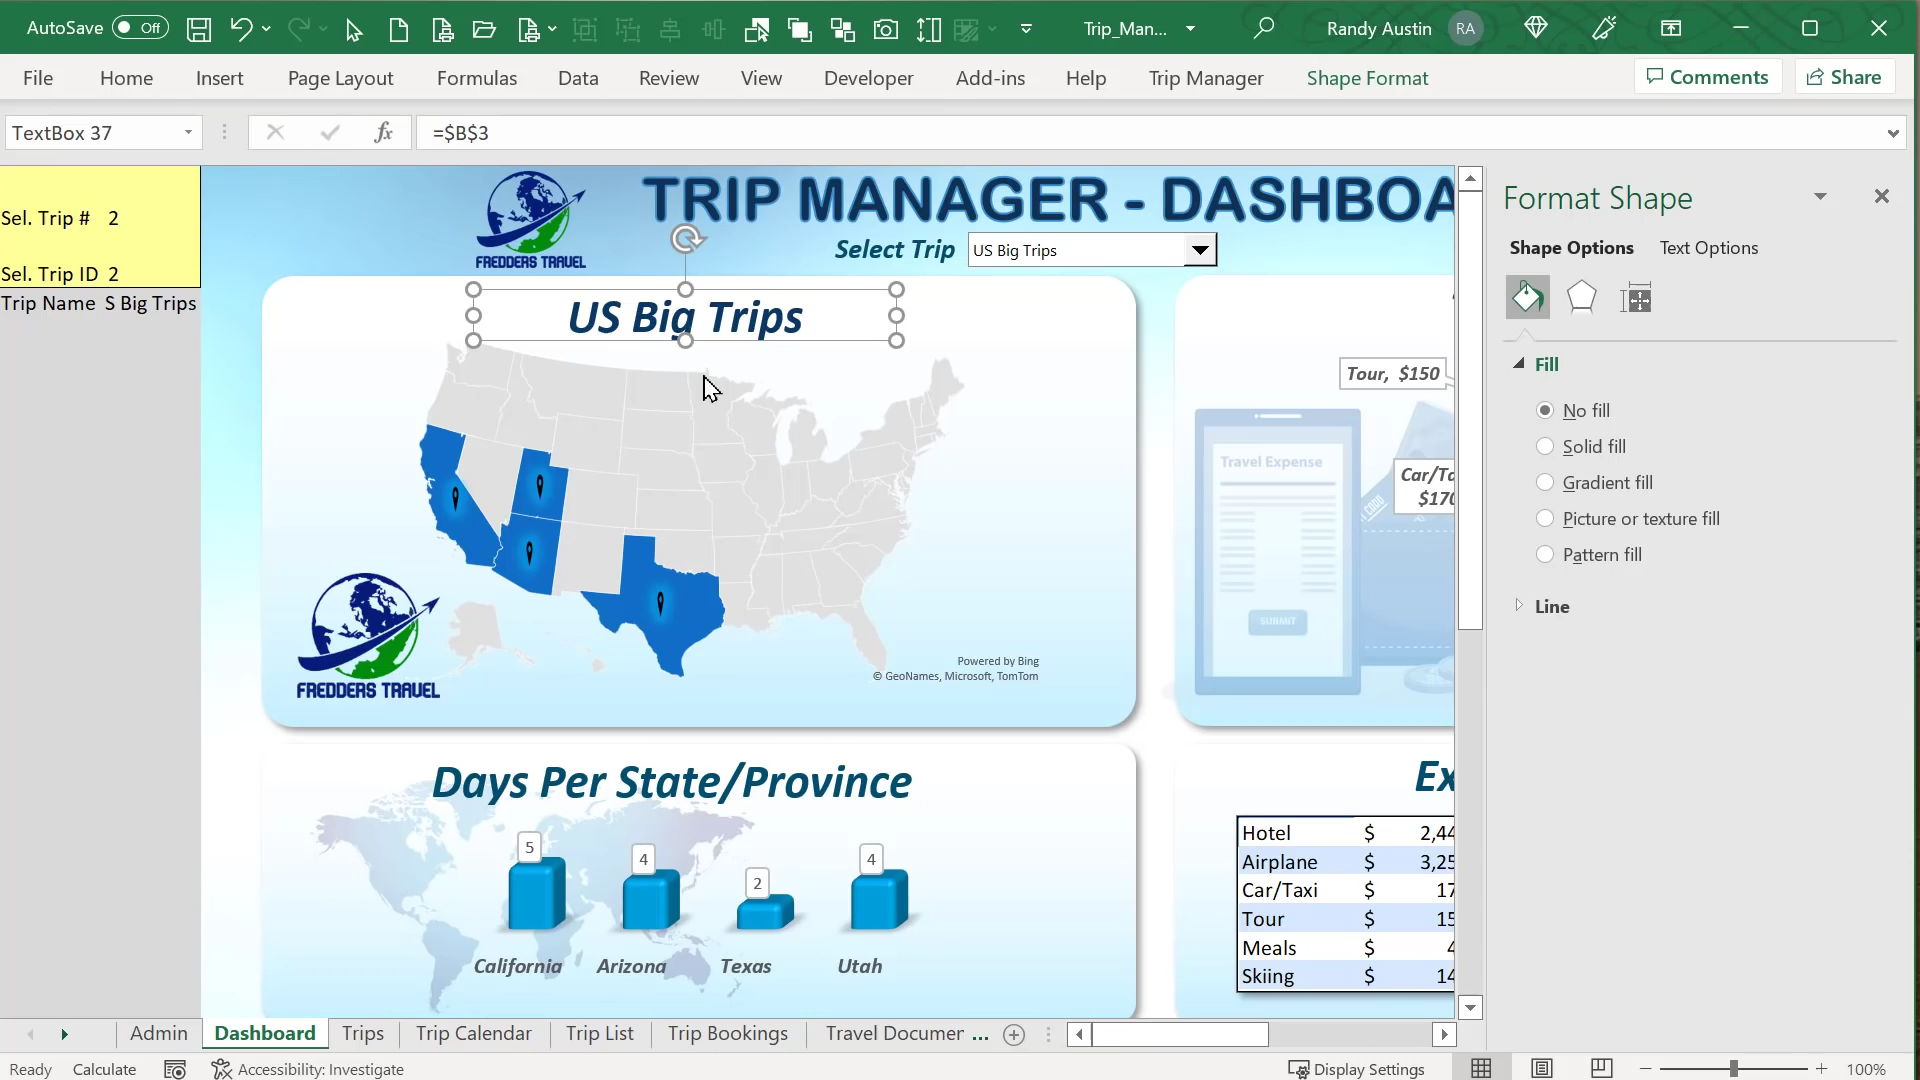 AutoSave Off
Trip_Man...
Randy Austin RA
File Home Insert Page Layout Formulas Data Review View Developer Add-ins Help Trip Manager Shape Format
Comments Share
TextBox 37
fx
=$B$3
Sel. Trip # 2
Sel. Trip ID 2
Trip Name S Big Trips
FREDDERS TRAVEL
TRIP MANAGER - DASHBOA
Select Trip US Big Trips
US Big Trips
Powered by Bing
© GeoNames, Microsoft, TomTom
FREDDERS TRAVEL
Tour, $150
Travel Expense
Car/Ta
$170
SUBMIT
Days Per State/Province
5
4
2
4
California Arizona Texas Utah
Ex
Hotel $ 2,44
Airplane $ 3,25
Car/Taxi $ 17
Tour $ 15
Meals $ 4
Skiing $ 14
Format Shape
Shape Options Text Options
Fill
No fill
Solid fill
Gradient fill
Picture or texture fill
Pattern fill
Line
Admin Dashboard Trips Trip Calendar Trip List Trip Bookings Travel Documer ...
Ready Calculate Accessibility: Investigate
Display Settings
100%